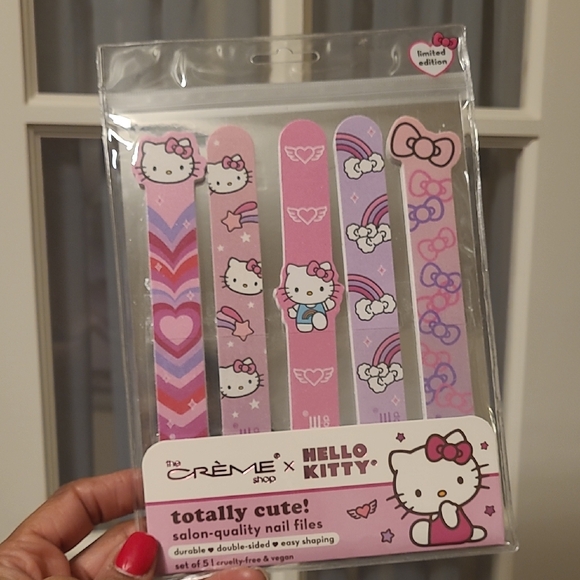 limited
edition
the
CRÈME
shop
×
HELLO
KITTY
totally cute!
salon-quality nail files
durable ♥ double-sided ♥ easy shaping
set of 5 | cruelty-free & vegan